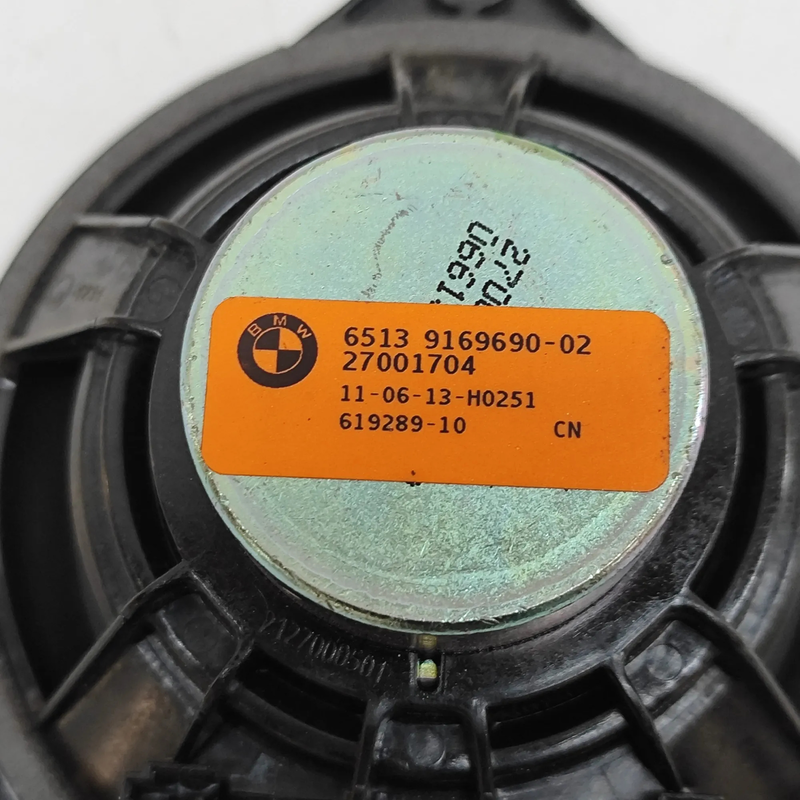 BMW
6513 9169690-02
27001704
11-06-13-H0251
619289-10 CN